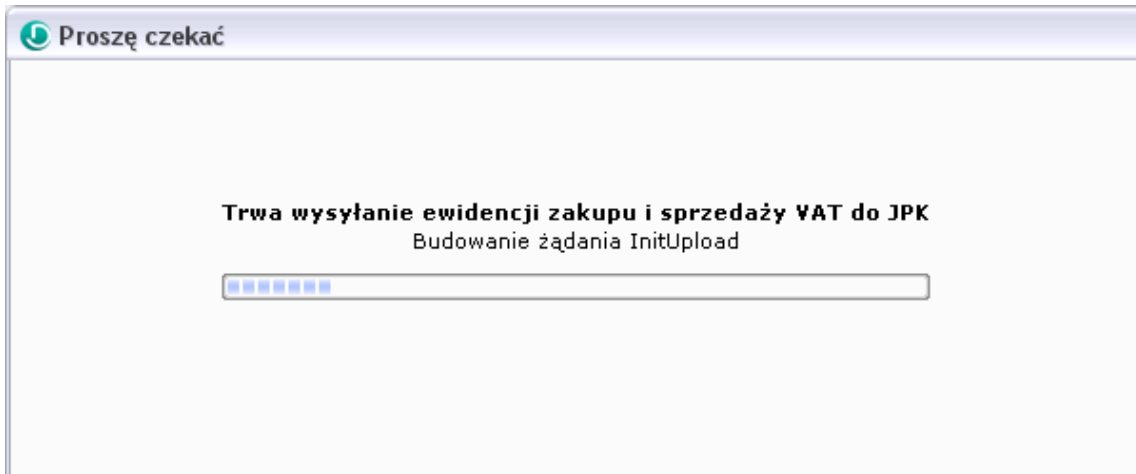 Proszę czekać
Trwa wysyłanie ewidencji zakupu i sprzedaży VAT do JPK
Budowanie żądania InitUpload